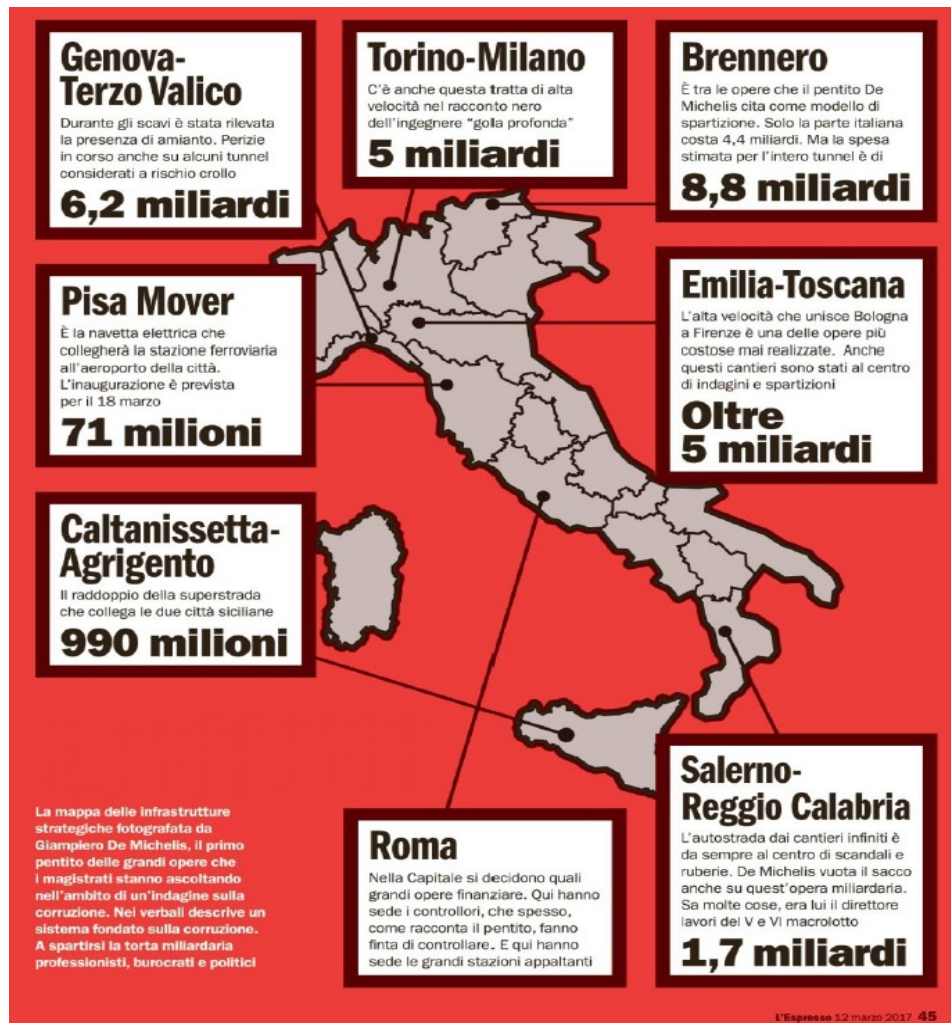 Genova-
Terzo Valico
Durante gli scavi è stata rilevata
la presenza di amianto. Perizie
in corso anche su alcuni tunnel
considerati a rischio crollo
6,2 miliardi
Torino-Milano
C'è anche questa tratta di alta
velocità nel racconto nero
dell'ingegnere "golla profonda"
5 miliardi
Brennero
È tra le opere che il pentito De
Michelis cita come modello di
spartizione. Solo la parte italiana
costa 4,4 miliardi. Ma la spesa
stimata per l'intero tunnel è di
8,8 miliardi
Pisa Mover
È la navetta elettrica che
collegherà la stazione ferroviaria
all'aeroporto della città.
L'inaugurazione è prevista
per il 18 marzo
71 milioni
Emilia-Toscana
L'alta velocità che unisce Bologna
a Firenze è una delle opere più
costose mai realizzate. Anche
questi cantieri sono stati al centro
di indagini e spartizioni
Oltre
5 miliardi
Caltanissetta-
Agrigento
Il raddoppio della superstrada
che collega le due città siciliane
990 milioni
La mappa delle infrastrutture
strategiche fotografata da
Giampiero De Michelis, il primo
pentito delle grandi opere che
i magistrati stanno ascoltando
nell'ambito di un'indagine sulla
corruzione. Nei verbali descrive un
sistema fondato sulla corruzione.
A spartirsi la torta miliardaria
professionisti, burocrati e politici
Roma
Nella Capitale si decidono quali
grandi opere finanziare. Qui hanno
sede i controllori, che spesso,
come racconta il pentito, fanno
finta di controllare. E qui hanno
sede le grandi stazioni appaltanti
Salerno-
Reggio Calabria
L'autostrada dai cantieri infiniti è
da sempre al centro di scandali e
ruberie. De Michelis vuota il sacco
anche su quest'opera miliardaria.
Sa molte cose, era lui il direttore
lavori del V e VI macrolotto
1,7 miliardi
L'Espresso 12 marzo 2017 45